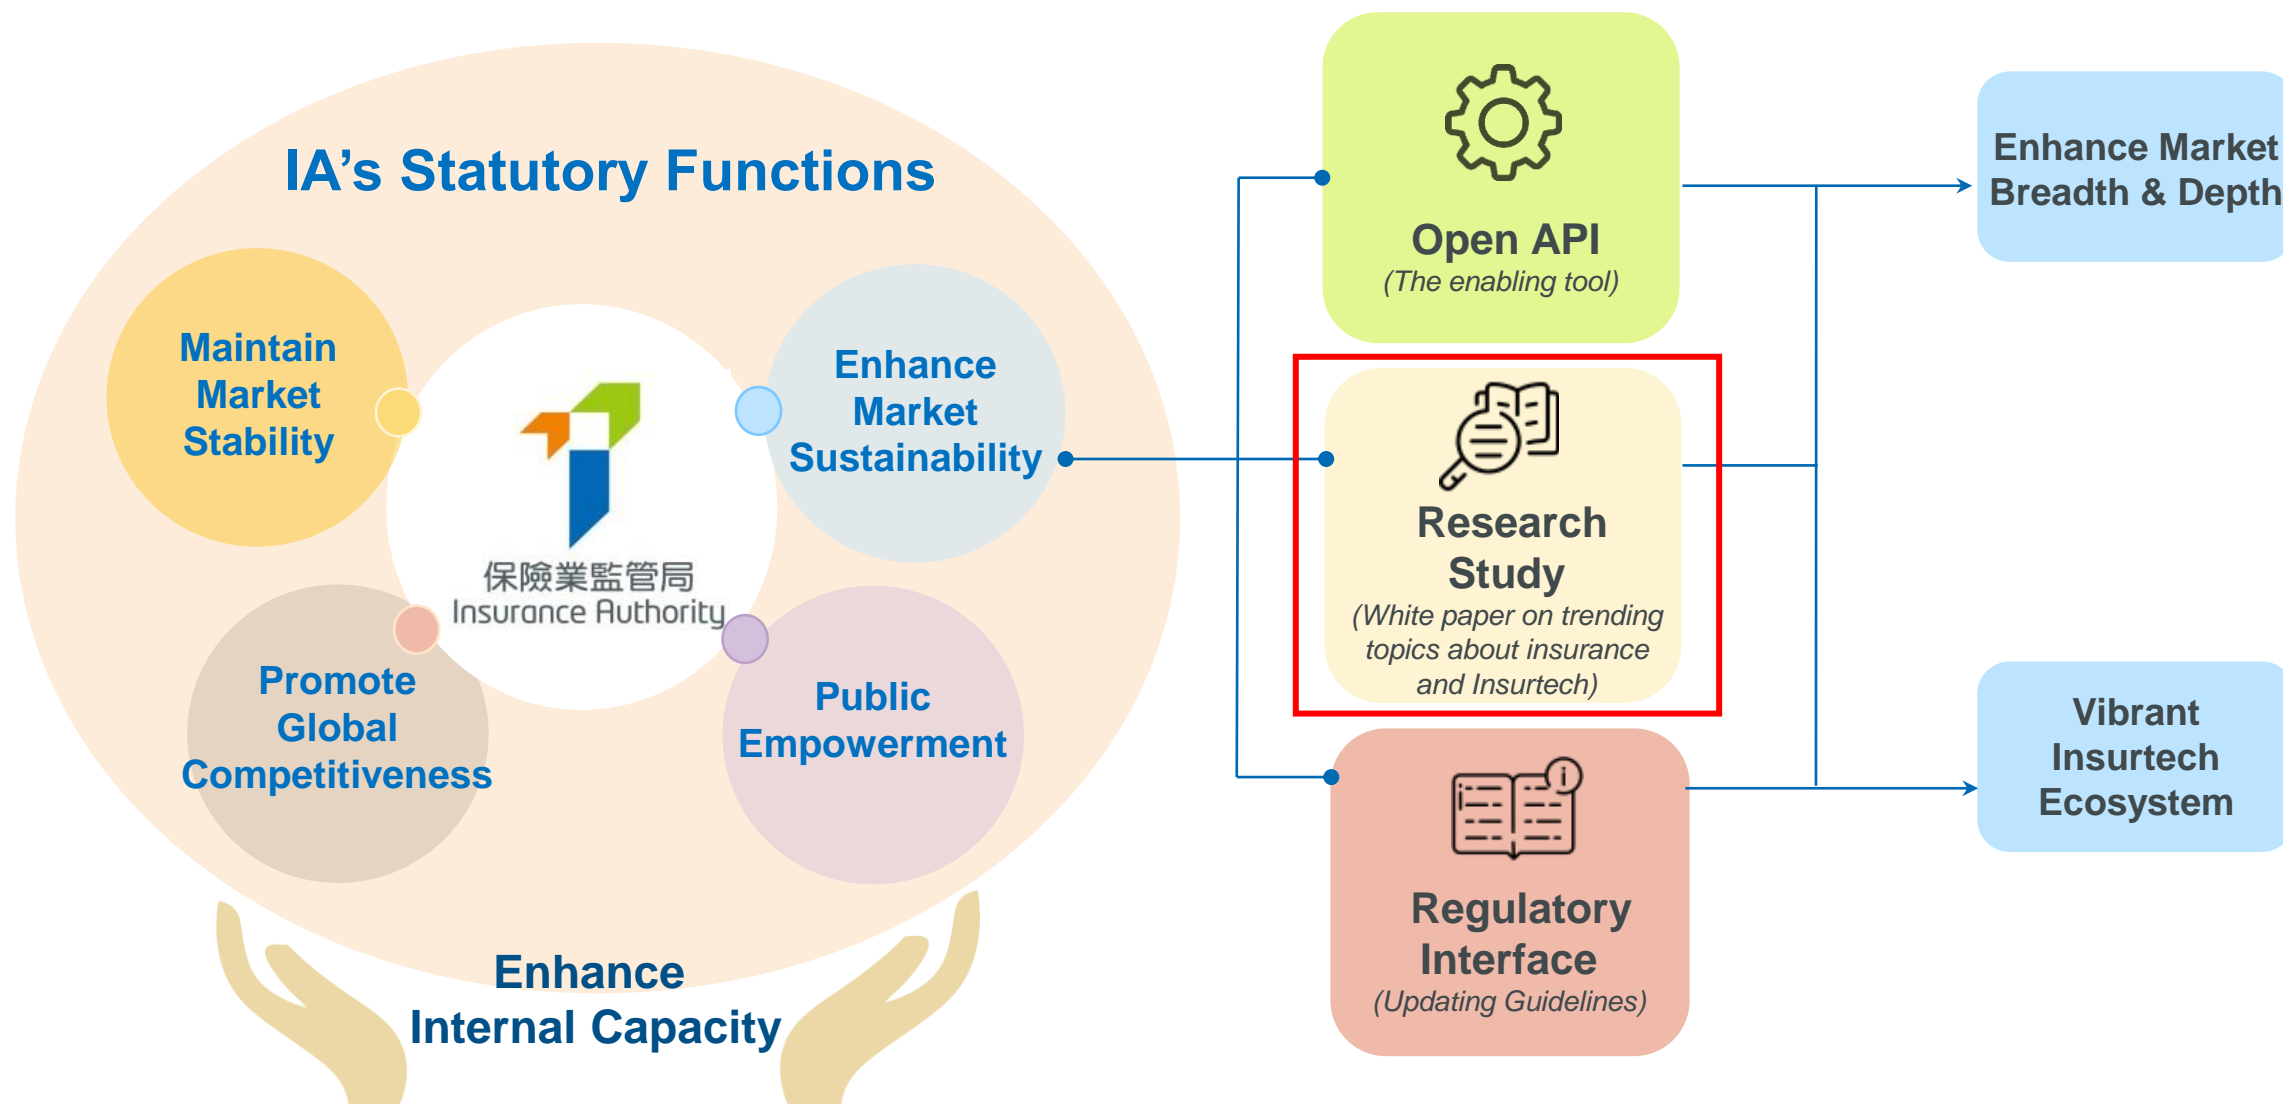 IA’s Statutory Functions
Maintain
Market
Stability
Enhance
Market
Sustainability
保險業監管局
Insurance Authority
Promote
Global
Competitiveness
Public
Empowerment
Enhance
Internal Capacity
Open API
(The enabling tool)
Research
Study
(White paper on trending
topics about insurance
and Insurtech)
Regulatory
Interface
(Updating Guidelines)
Enhance Market
Breadth & Depth
Vibrant
Insurtech
Ecosystem